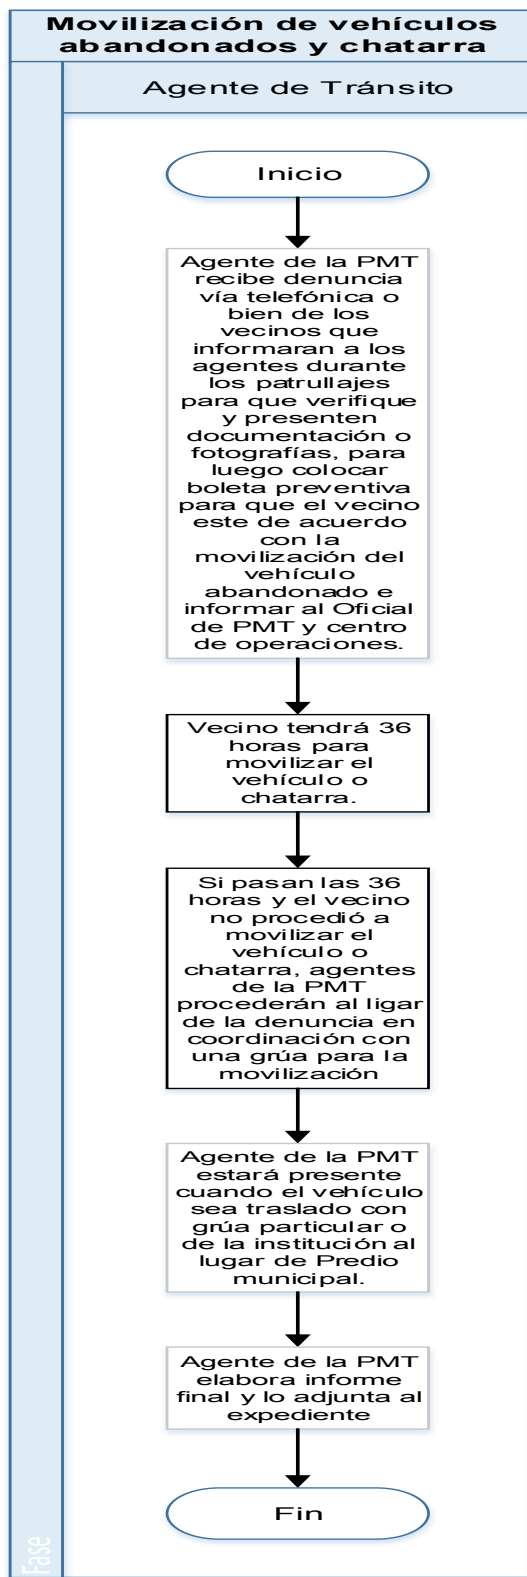 Movilización de vehículos
abandonados y chatarra
Agente de Tránsito
Inicio
Agente de la PMT
recibe denuncia
vía telefónica o
bien de los
vecinos que
informaran a los
agentes durante
los patrullajes
para que verifique
y presenten
documentación o
fotografías, para
luego colocar
boleta preventiva
para que el vecino
este de acuerdo
con la
movilización del
vehículo
abandonado e
informar al Oficial
de PMT y centro
de operaciones.
Vecino tendrá 36
horas para
movilizar el
vehículo o
chatarra.
Si pasan las 36
horas y el vecino
no procedió a
movilizar el
vehículo o
chatarra, agentes
de la PMT
procederán al ligar
de la denuncia en
coordinación con
una grúa para la
movilización
Agente de la PMT
estará presente
cuando el vehículo
sea traslado con
grúa particular o
de la institución al
lugar de Predio
municipal.
Agente de la PMT
elabora informe
final y lo adjunta al
expediente
Fin
Fase